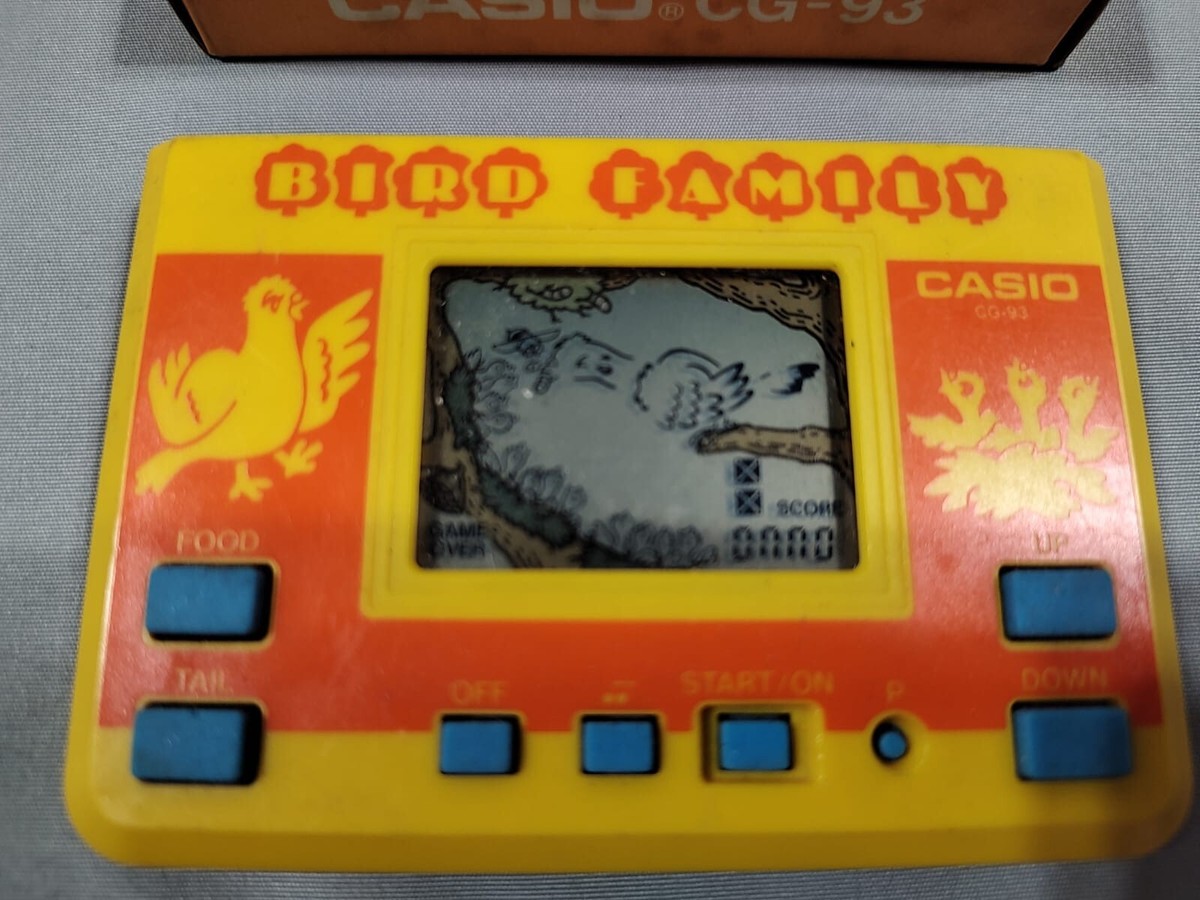 CASIO® CG-93
BIRD FAMILY
CASIO
CG-93
GAME
OVER
SCORE
FOOD
UP
TAIL
OFF
START/ON
P
DOWN